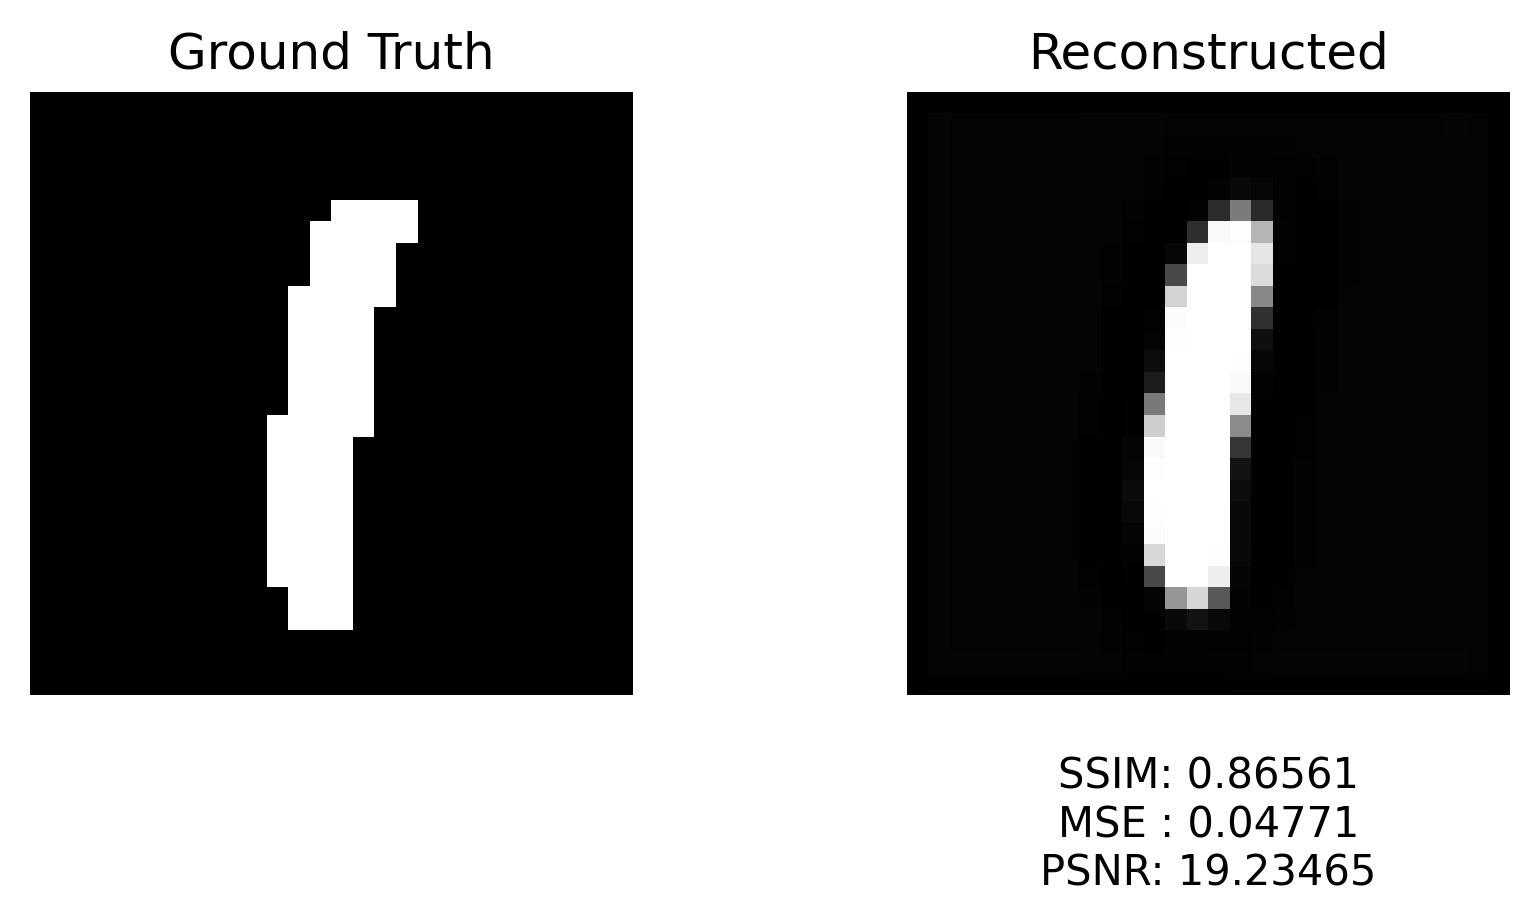 Ground Truth
Reconstructed
SSIM: 0.86561
MSE : 0.04771
PSNR: 19.23465